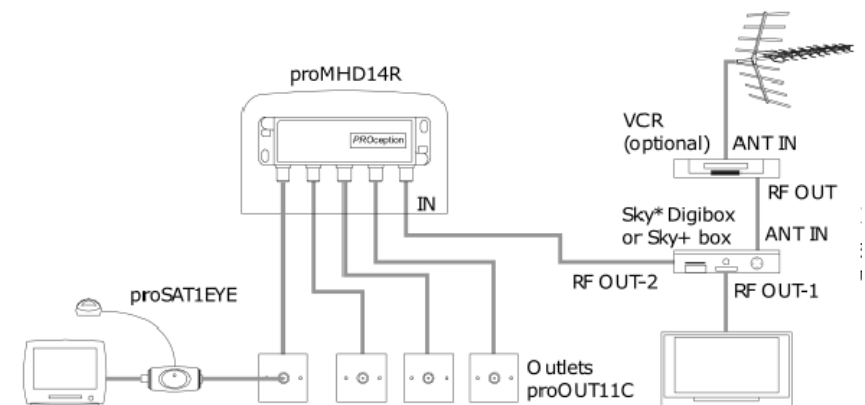 proMHD14R
PROception
IN
VCR
(optional)
ANT IN
RF OUT
Sky* Digibox
or Sky+ box
ANT IN
RF OUT-2
RF OUT-1
proSAT1EYE
Outlets
proOUT11C